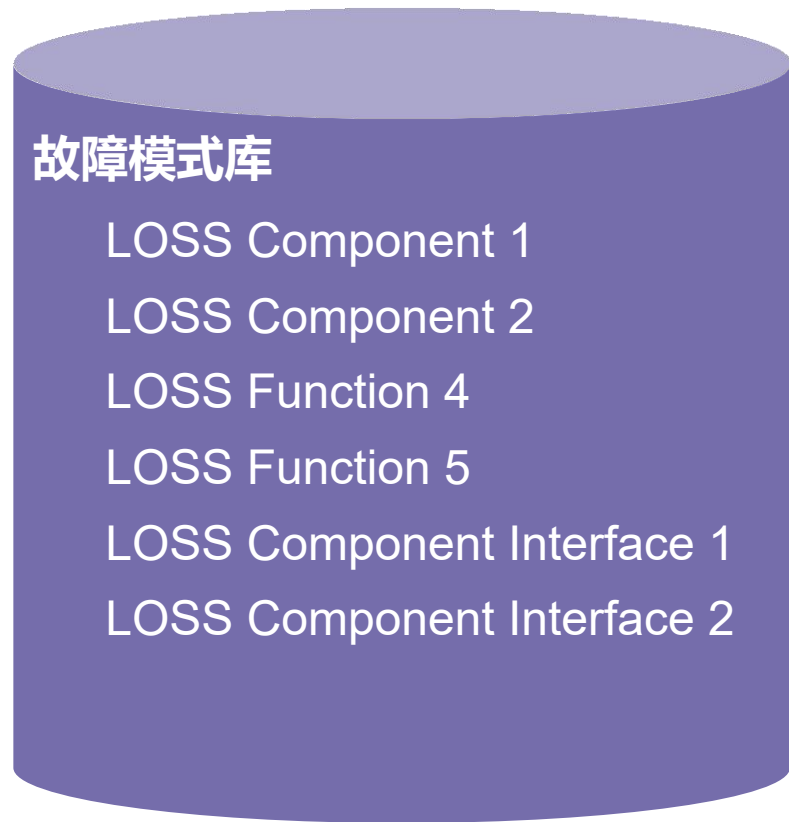 故障模式库
LOSS Component 1
LOSS Component 2
LOSS Function 4
LOSS Function 5
LOSS Component Interface 1
LOSS Component Interface 2